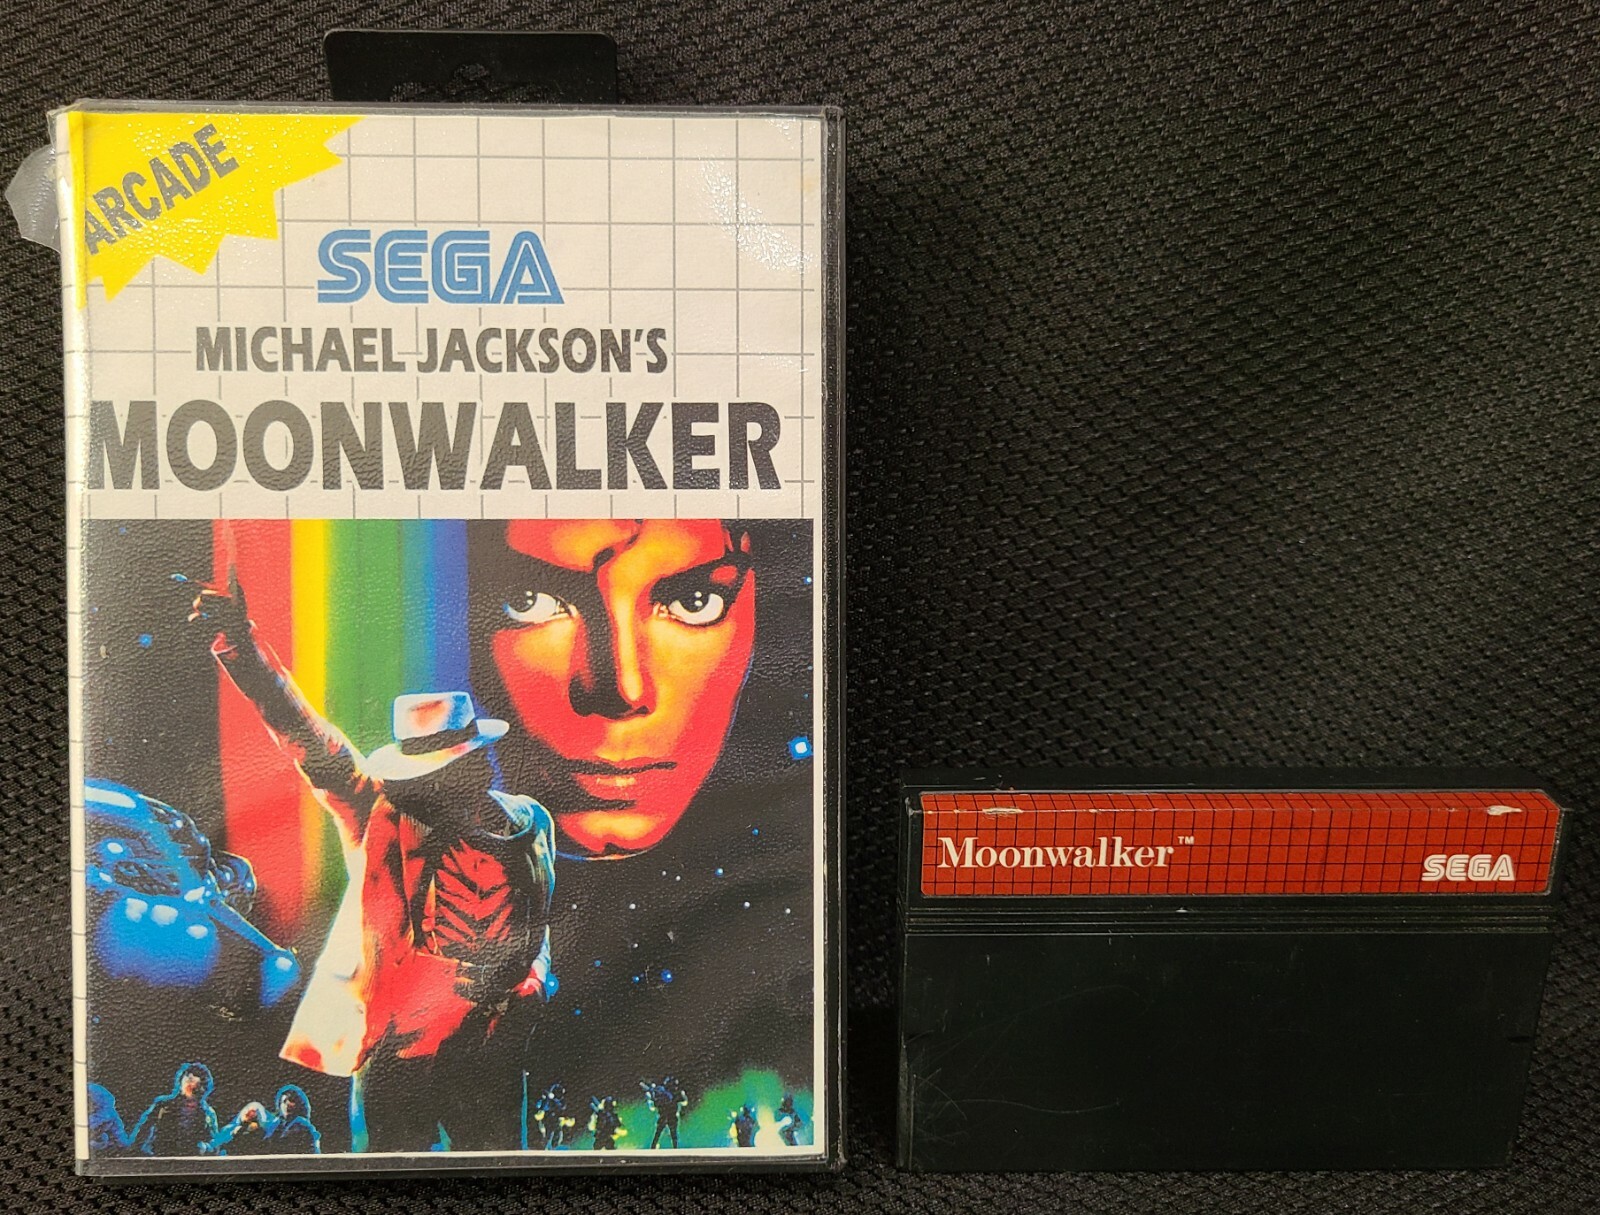 ARCADE
SEGA
MICHAEL JACKSON'S
MOONWALKER
Moonwalker™
SEGA